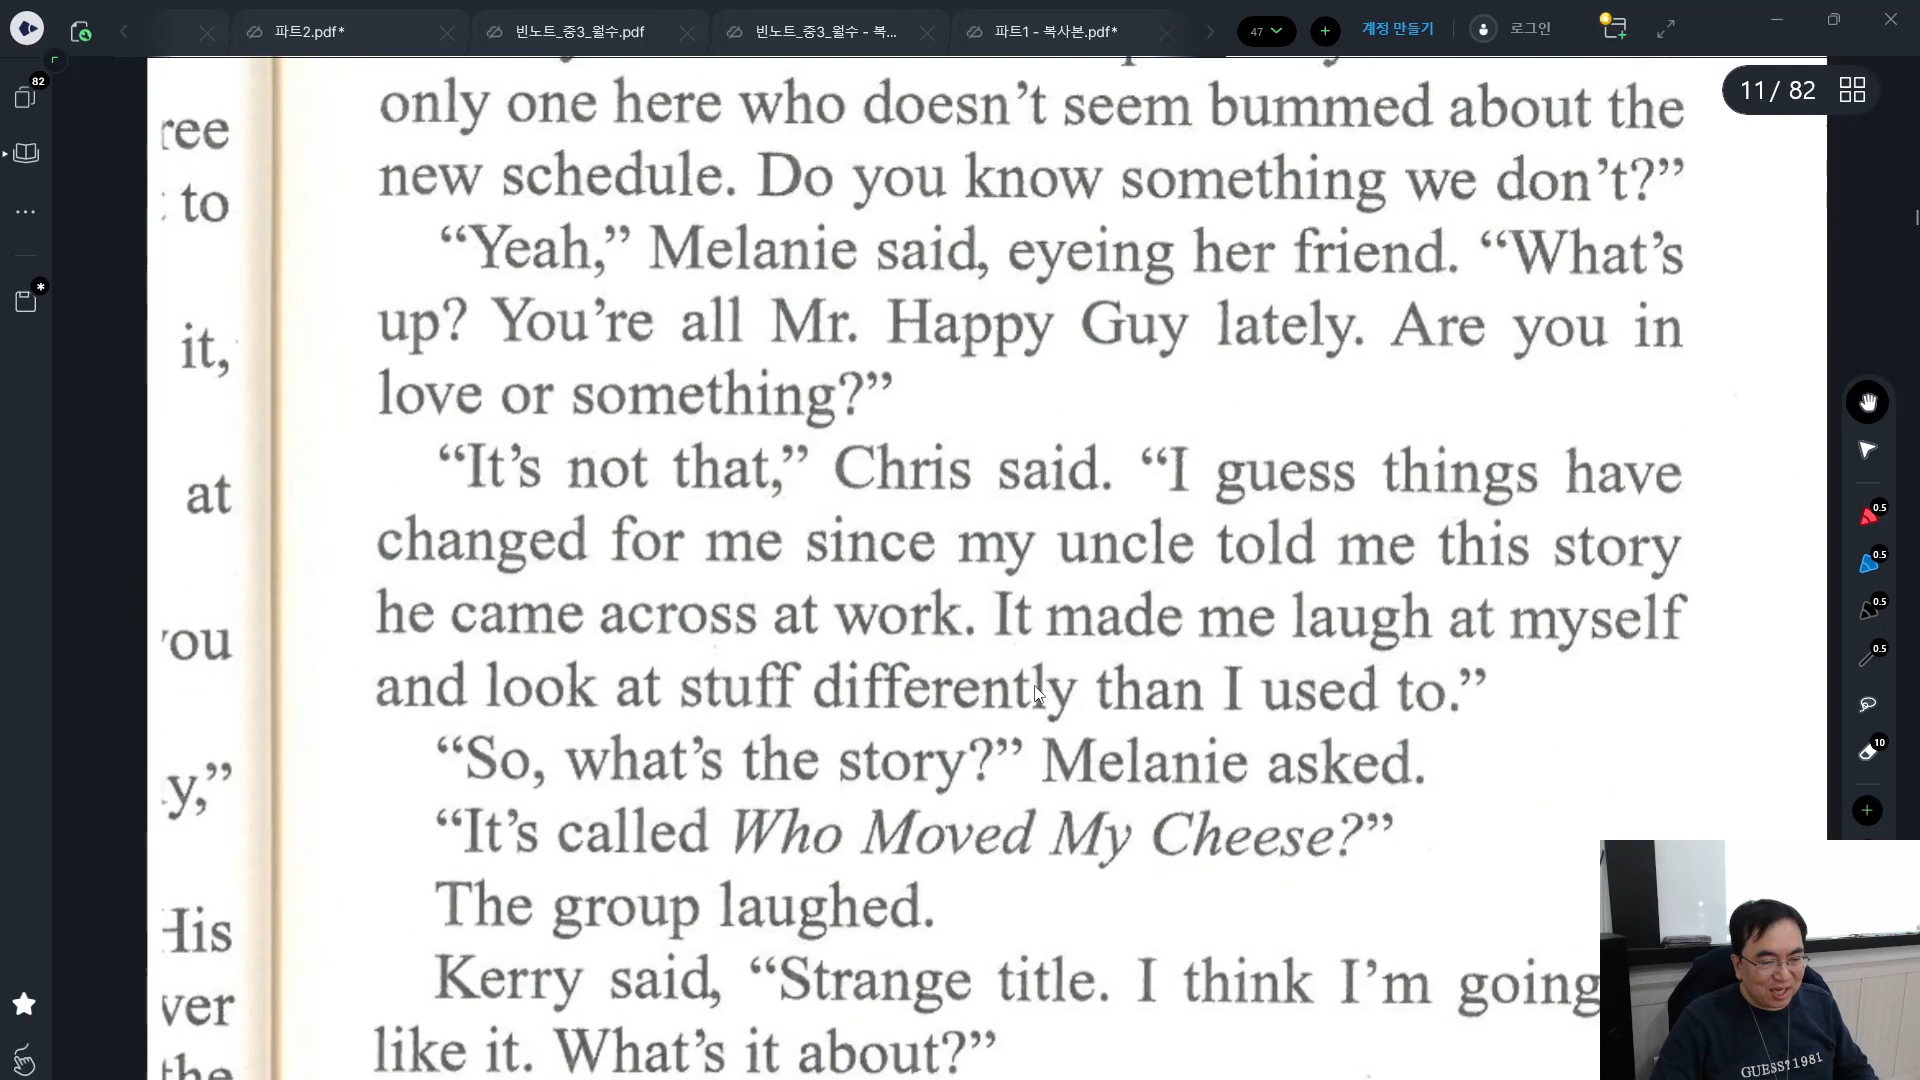 파트2.pdf*
빈노트_중3_월수.pdf
빈노트_중3_월수 - 복...
파트1 - 복사본.pdf*
47
계정 만들기
로그인
82
11 / 82
ree
to
it,
at
ou
y,”
His
ver
the
only one here who doesn’t seem bummed about the
new schedule. Do you know something we don’t?”
“Yeah,” Melanie said, eyeing her friend. “What’s
up? You’re all Mr. Happy Guy lately. Are you in
love or something?”
“It’s not that,” Chris said. “I guess things have
changed for me since my uncle told me this story
he came across at work. It made me laugh at myself
and look at stuff differently than I used to.”
“So, what’s the story?” Melanie asked.
“It’s called Who Moved My Cheese?”
The group laughed.
Kerry said, “Strange title. I think I’m going
like it. What’s it about?”
0.5
0.5
0.5
0.5
10
GUESS? 1981